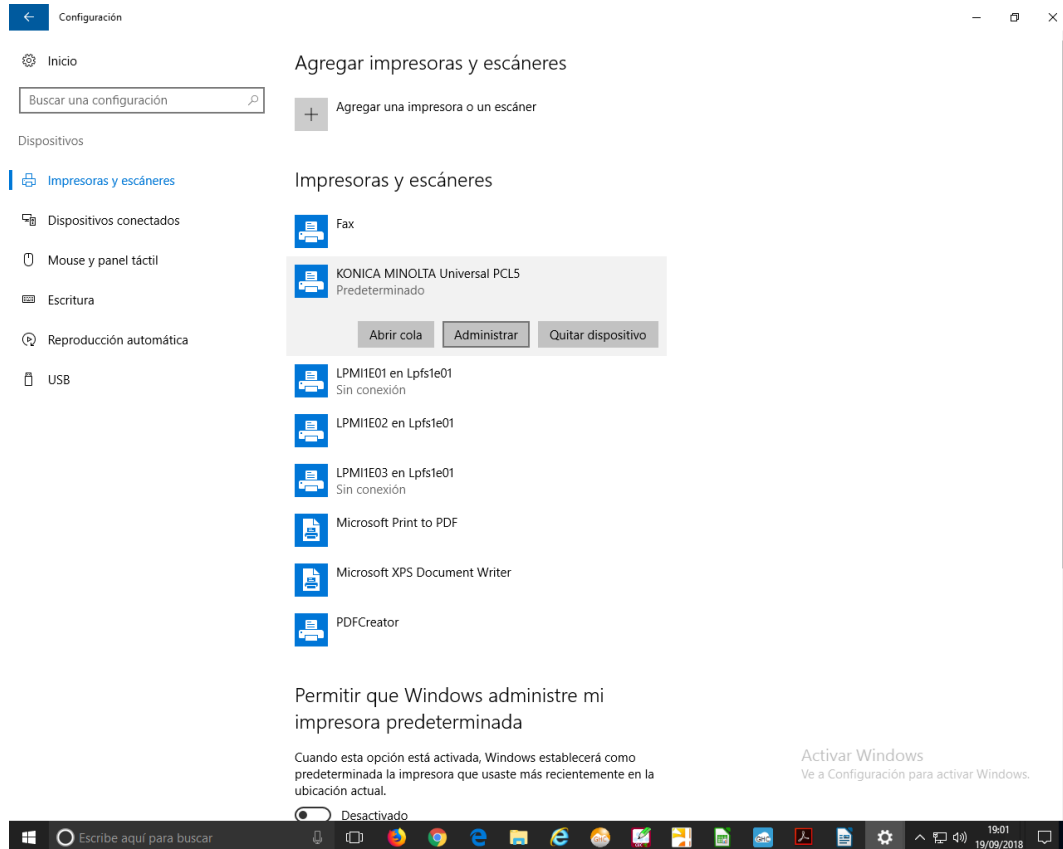 Configuración
Inicio
Buscar una configuración
Dispositivos
Impresoras y escáneres
Dispositivos conectados
Mouse y panel táctil
Escritura
Reproducción automática
USB
Agregar impresoras y escáneres
Agregar una impresora o un escáner
Impresoras y escáneres
Fax
KONICA MINOLTA Universal PCL5
Predeterminado
Abrir cola Administrar Quitar dispositivo
LPMI1E01 en Lpfs1e01
Sin conexión
LPMI1E02 en Lpfs1e01
LPMI1E03 en Lpfs1e01
Sin conexión
Microsoft Print to PDF
Microsoft XPS Document Writer
PDFCreator
Permitir que Windows administre mi
impresora predeterminada
Cuando esta opción está activada, Windows establecerá como
predeterminada la impresora que usaste más recientemente en la
ubicación actual.
Desactivado
Activar Windows
Ve a Configuración para activar Windows.
Escribe aquí para buscar
19:01
19/09/2018